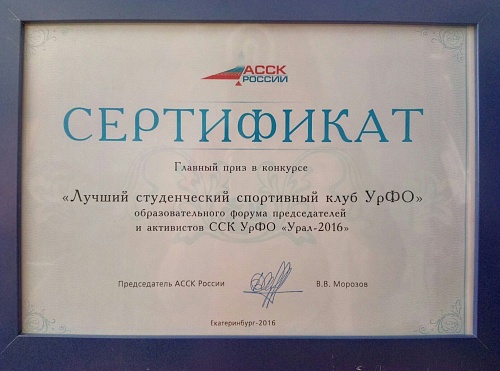 АССК
РОССИИ
СЕРТИФИКАТ
Главный приз в конкурсе
«Лучший студенческий спортивный клуб УрФО»
образовательного форума председателей
и активистов ССК УрФО «Урал-2016»
Председатель АССК России В.В. Морозов
Екатеринбург-2016